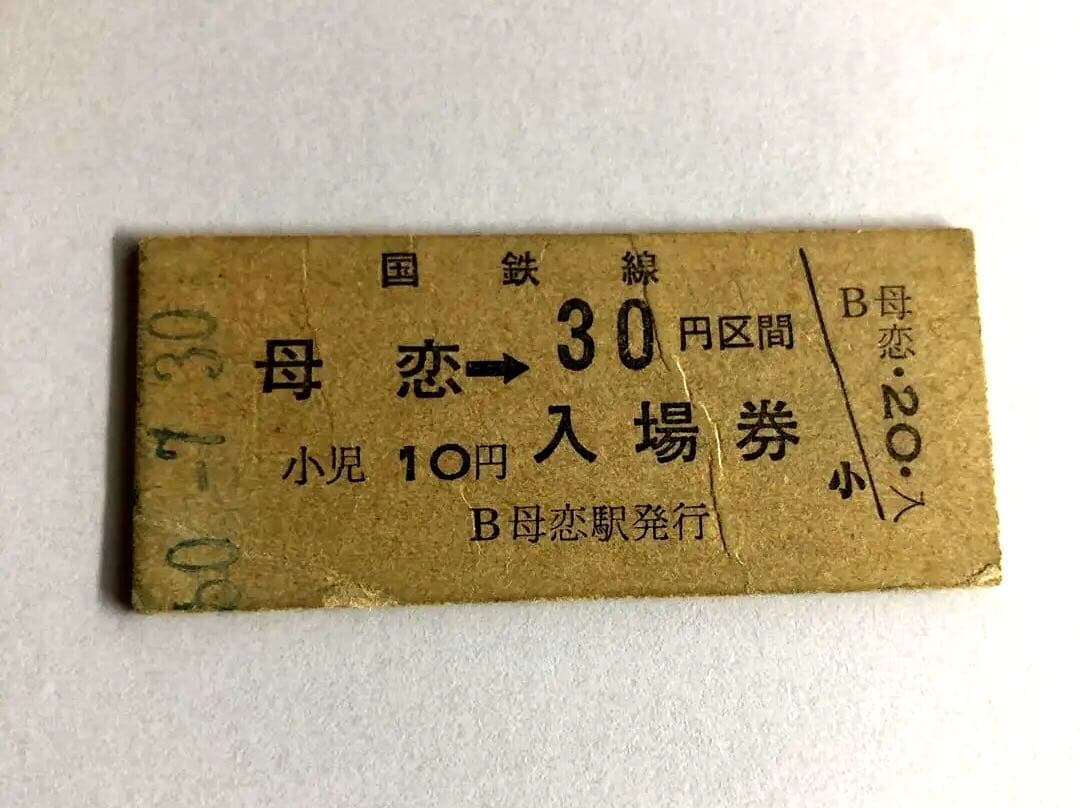 国鉄線
母恋→30円区間
小児 10円 入場券
B母恋駅発行
50.-7.30
B母恋・20・入
小